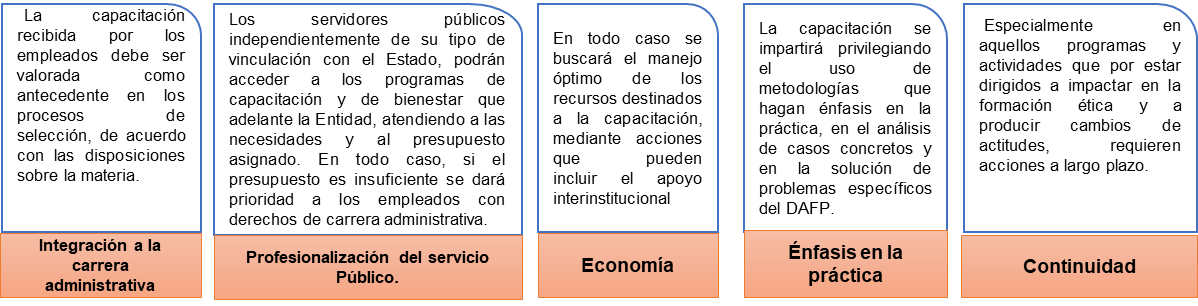 La capacitación
recibida por los
empleados debe ser
valorada como
antecedente en los
procesos de
selección, de acuerdo
con las disposiciones
sobre la materia.
Integración a la
carrera
administrativa
Los servidores públicos
independientemente de su tipo de
vinculación con el Estado, podrán
acceder a los programas de
capacitación y de bienestar que
adelante la Entidad, atendiendo a las
necesidades y al presupuesto
asignado. En todo caso, si el
presupuesto es insuficiente se dará
prioridad a los empleados con
derechos de carrera administrativa.
Profesionalización del servicio
Público.
En todo caso se
buscará el manejo
óptimo de los
recursos destinados
a la capacitación,
mediante acciones
que pueden
incluir el apoyo
interinstitucional
Economía
La capacitación se
impartirá privilegiando
el uso de
metodologías que
hagan énfasis en la
práctica, en el análisis
de casos concretos y
en la solución de
problemas específicos
del DAFP.
Énfasis en la
práctica
Especialmente en
aquellos programas y
actividades que por estar
dirigidos a impactar en la
formación ética y a
producir cambios de
actitudes, requieren
acciones a largo plazo.
Continuidad